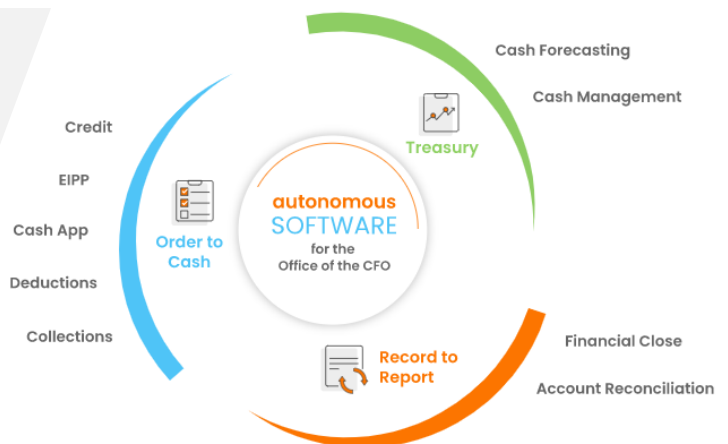 Cash Forecasting
Cash Management
Treasury
Credit
EIPP
Cash App
Deductions
Collections
Order to
Cash
autonomous
SOFTWARE
for the
Office of the CFO
Record to
Report
Financial Close
Account Reconciliation